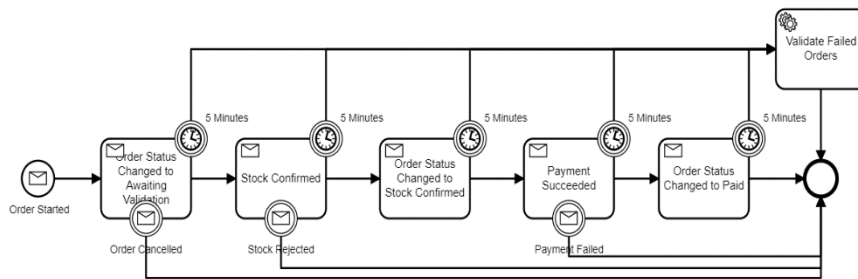 Validate Failed
Orders
5 Minutes
5 Minutes
5 Minutes
5 Minutes
5 Minutes
Order Started
Order Status
Changed to
Awaiting
Validation
Stock Confirmed
Order Status
Changed to
Stock Confirmed
Payment
Succeeded
Order Status
Changed to Paid
Order Cancelled
Stock Rejected
Payment Failed